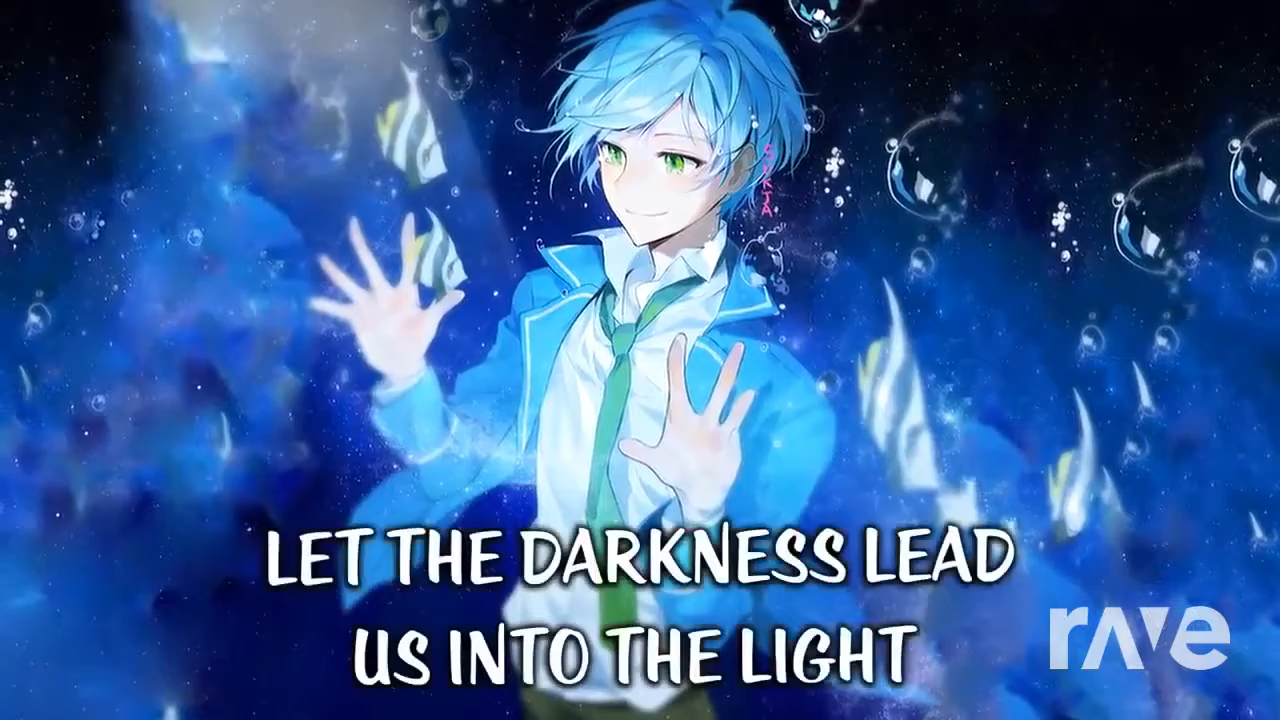 LET THE DARKNESS LEAD
US INTO THE LIGHT
rave